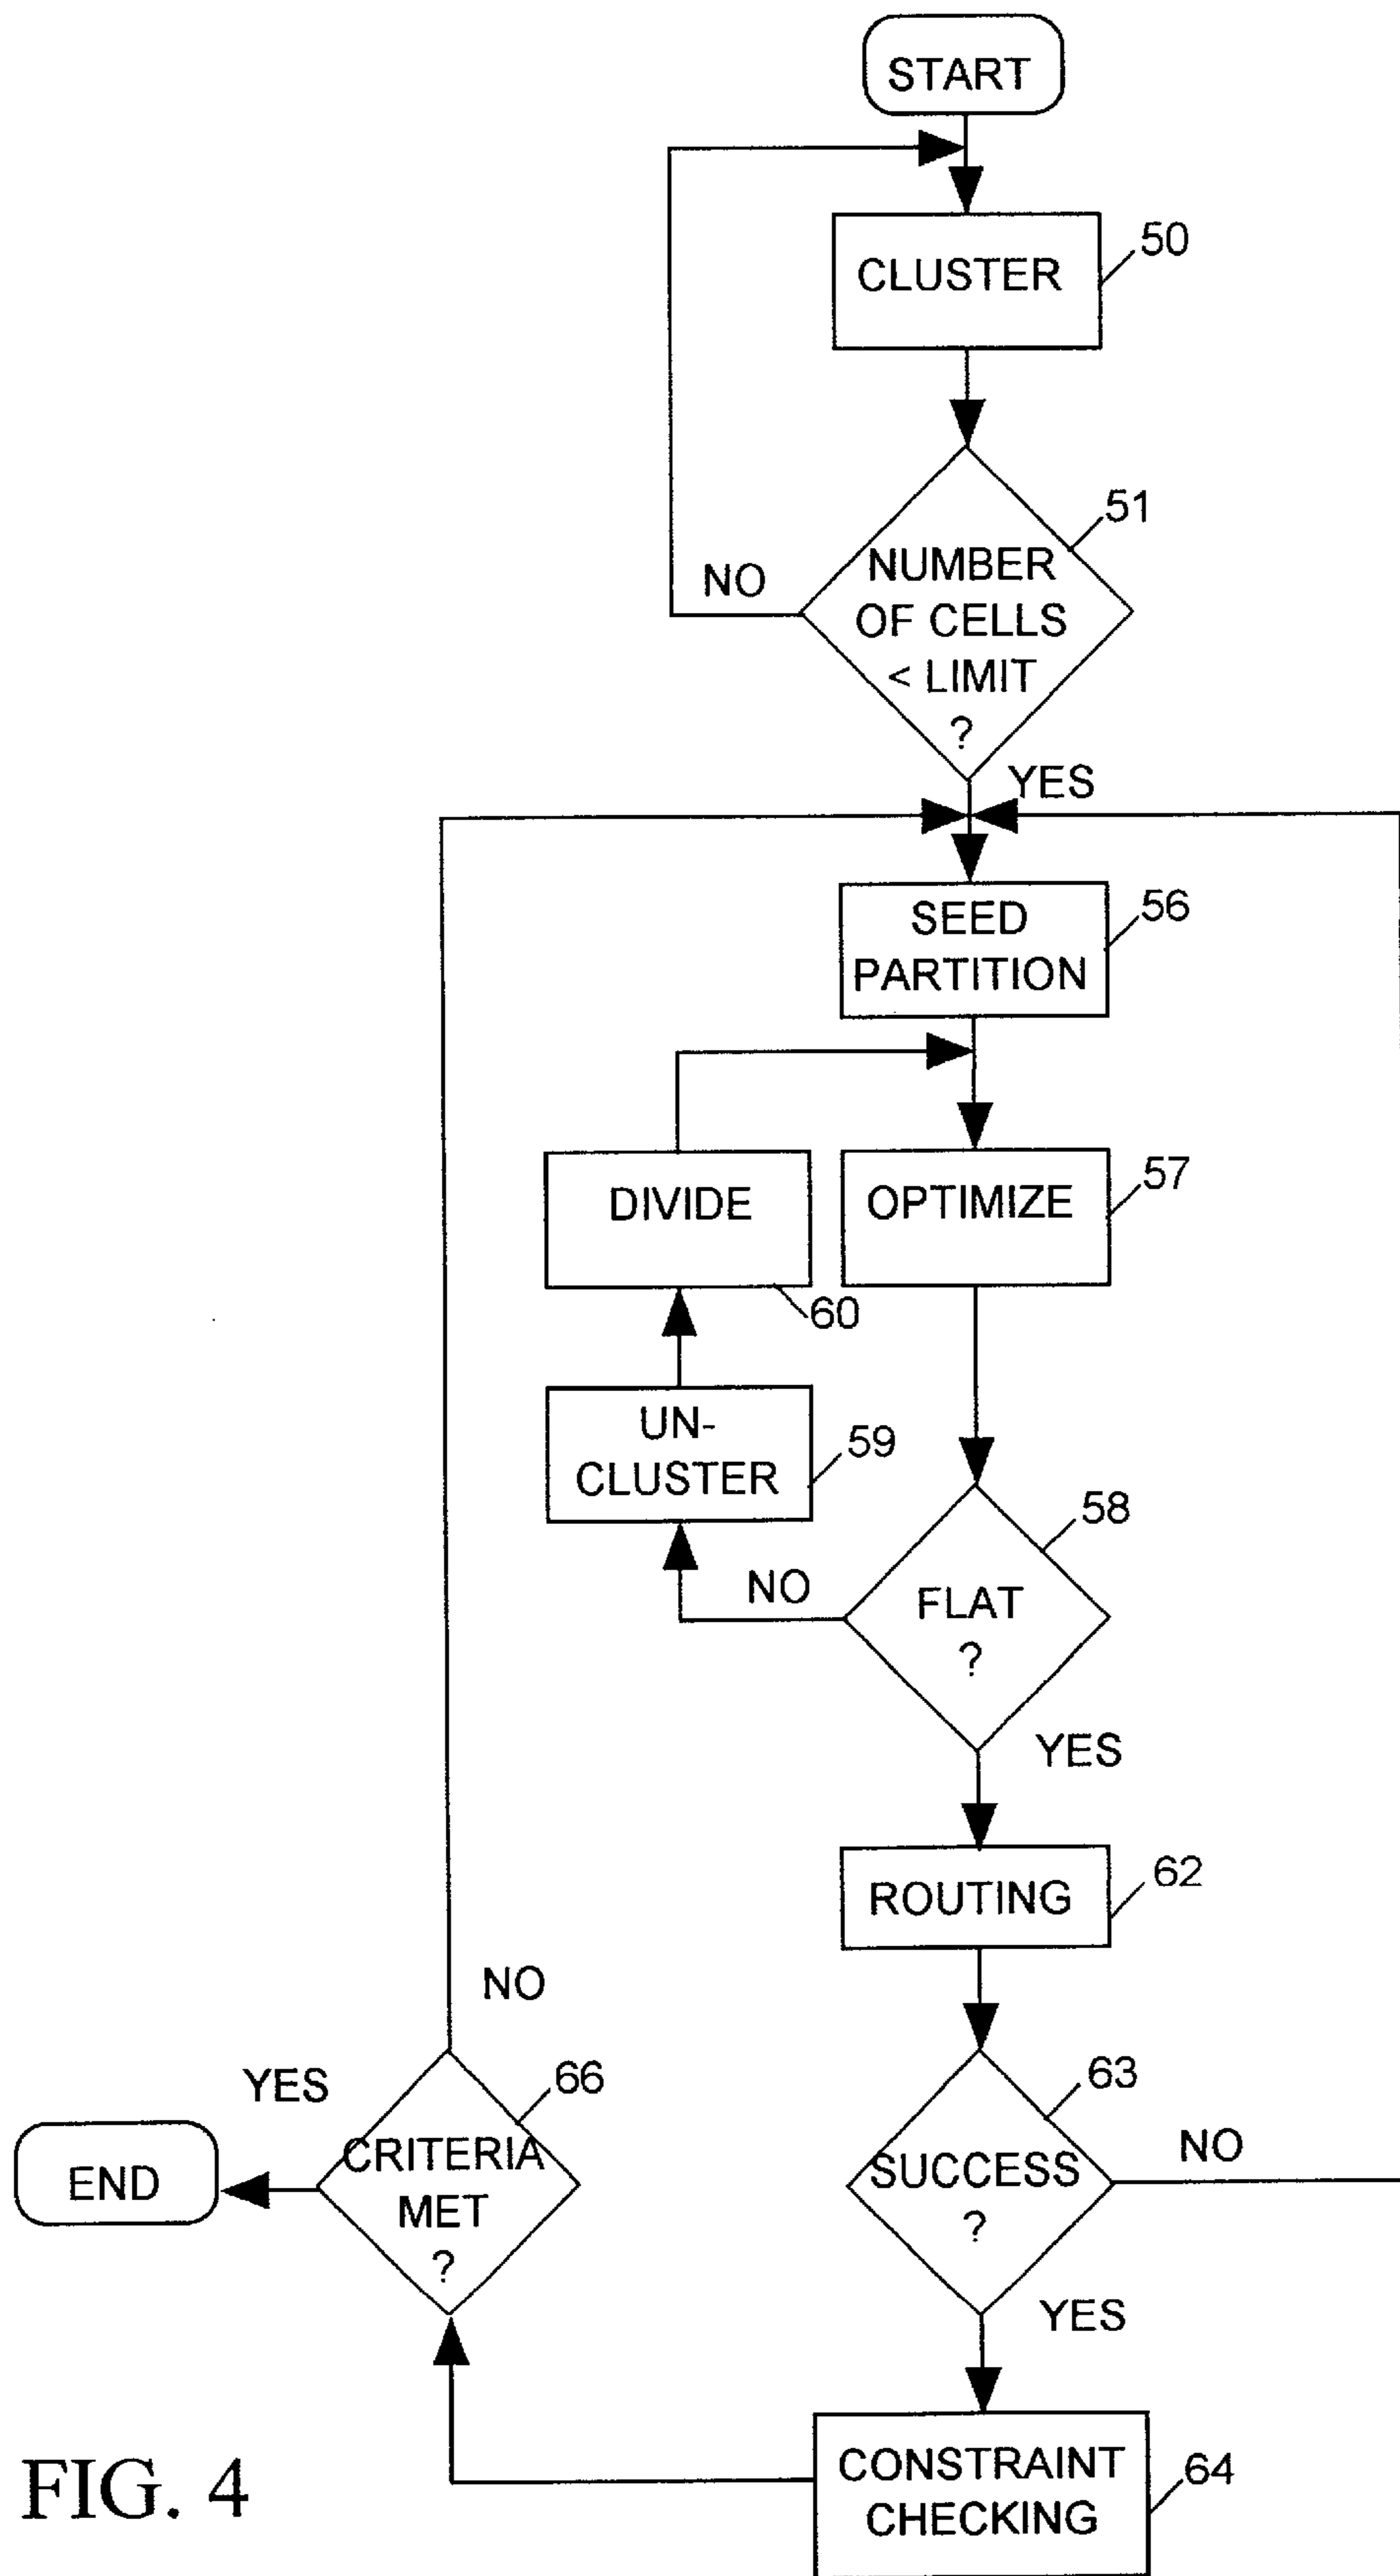 START
CLUSTER
50
51
NUMBER
OF CELLS
< LIMIT
?
NO
YES
SEED
PARTITION
56
DIVIDE
60
OPTIMIZE
57
UN-
CLUSTER
59
58
FLAT
?
NO
YES
ROUTING
62
NO
YES
66
CRITERIA
MET
?
END
63
SUCCESS
?
NO
YES
CONSTRAINT
CHECKING
64
FIG. 4